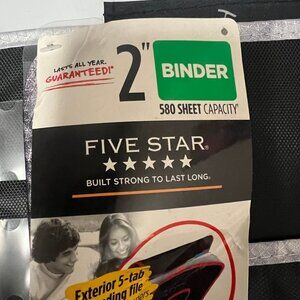 LASTS ALL YEAR.
GUARANTEED!*
2"
BINDER
580 SHEET CAPACITY*
FIVE STAR®
★★★★★
BUILT STRONG TO LAST LONG.®
Exterior 5-tab
file